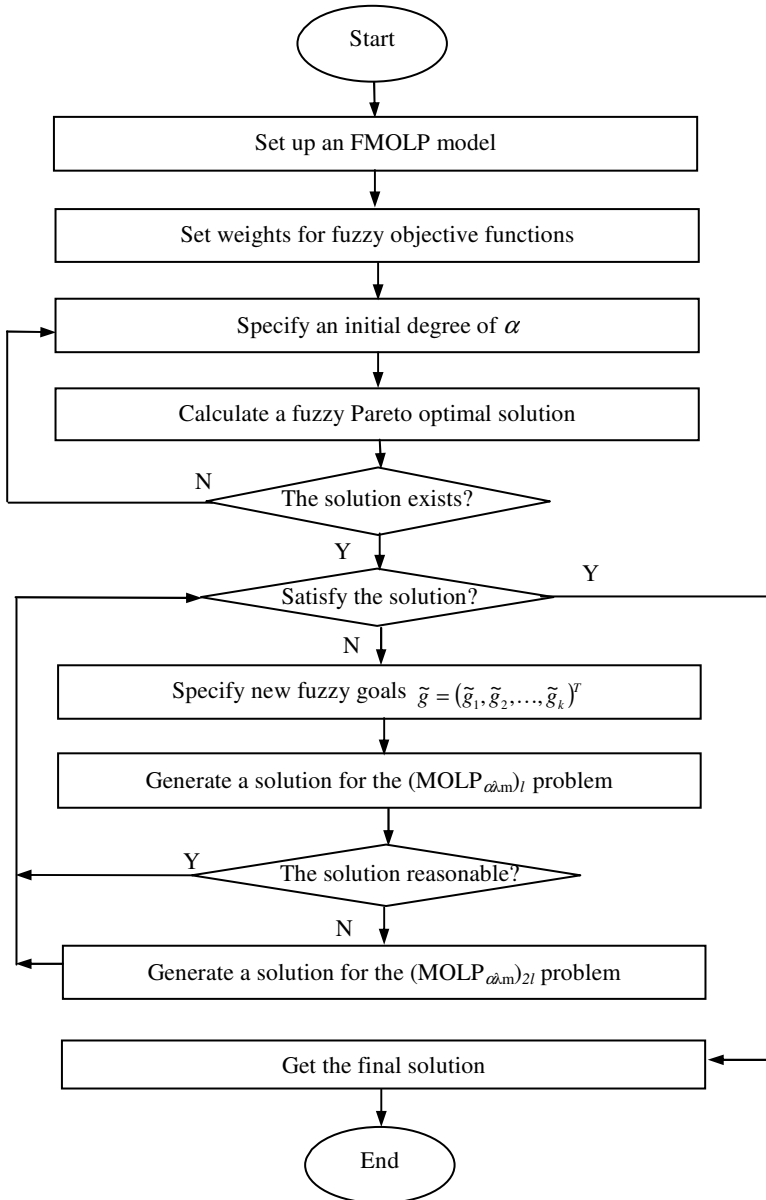 Start
Set up an FMOLP model
Set weights for fuzzy objective functions
Specify an initial degree of α
Calculate a fuzzy Pareto optimal solution
N
The solution exists?
Y
Y
Satisfy the solution?
N
Specify new fuzzy goals g̃ = (g̃₁, g̃₂, …, g̃ₖ)ᵀ
Generate a solution for the (MOLPαλm)l problem
Y
The solution reasonable?
N
Generate a solution for the (MOLPαλm)2l problem
Get the final solution
End